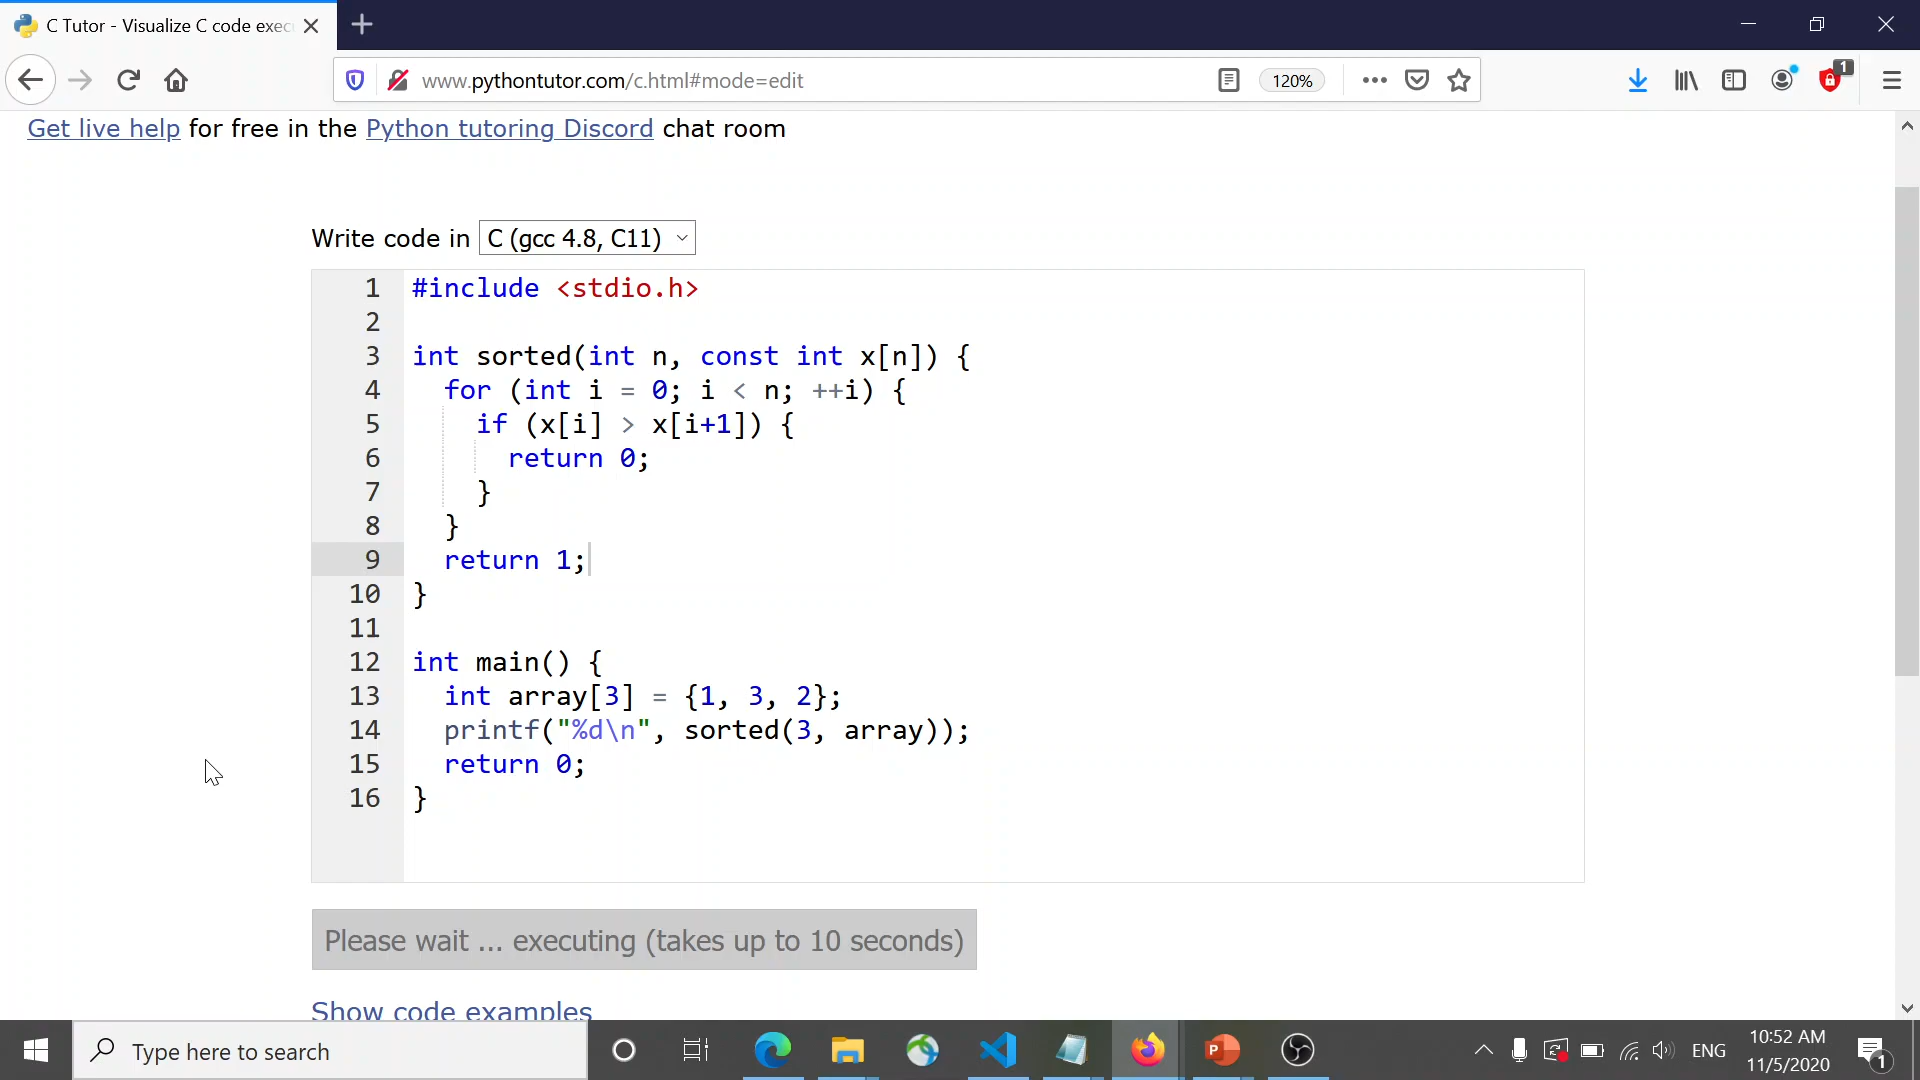 C Tutor - Visualize C code exec
www.pythontutor.com/c.html#mode=edit
120%
1
Get live help for free in the Python tutoring Discord chat room
Write code in C (gcc 4.8, C11)
1 #include <stdio.h>
2
3 int sorted(int n, const int x[n]) {
4 for (int i = 0; i < n; ++i) {
5 if (x[i] > x[i+1]) {
6 return 0;
7 }
8 }
9 return 1;
10 }
11
12 int main() {
13 int array[3] = {1, 3, 2};
14 printf("%d\n", sorted(3, array));
15 return 0;
16 }
Please wait ... executing (takes up to 10 seconds)
Show code examples
Type here to search
P
ENG
10:52 AM
11/5/2020
1